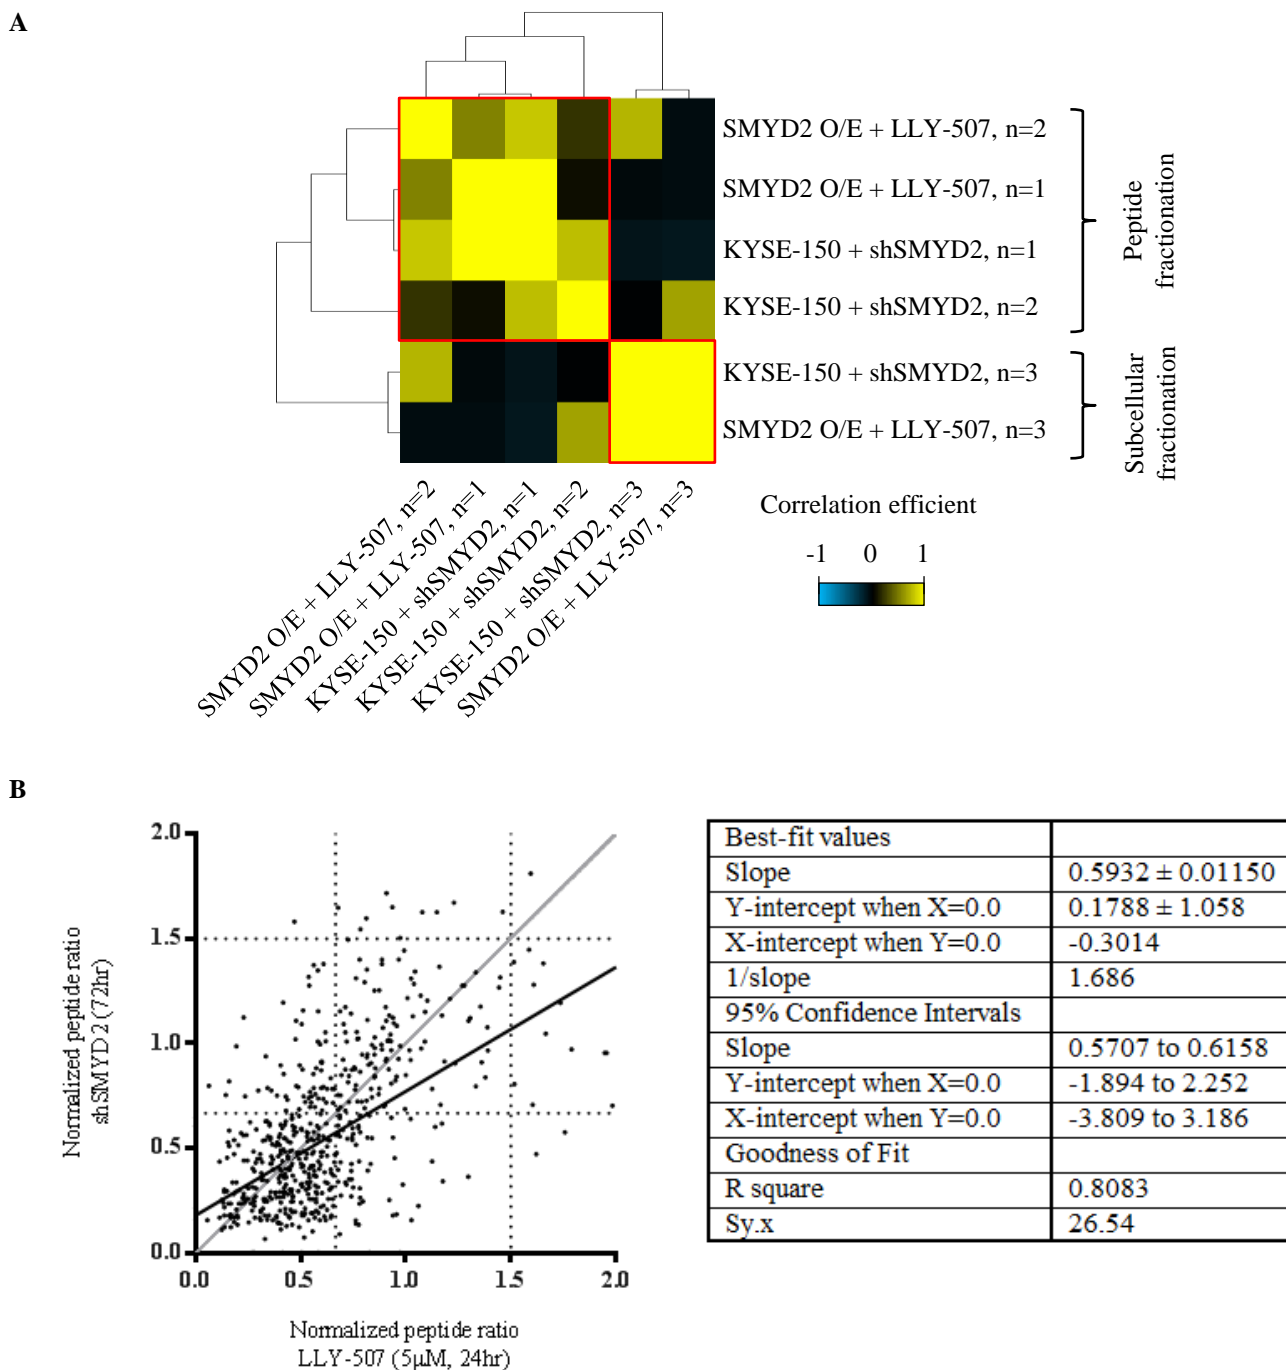 A
SMYD2 O/E + LLY-507, n=2
SMYD2 O/E + LLY-507, n=1
KYSE-150 + shSMYD2, n=1
KYSE-150 + shSMYD2, n=2
KYSE-150 + shSMYD2, n=3
SMYD2 O/E + LLY-507, n=3
Peptide
fractionation
Subcellular
fractionation
SMYD2 O/E + LLY-507, n=2
SMYD2 O/E + LLY-507, n=1
KYSE-150 + shSMYD2, n=1
KYSE-150 + shSMYD2, n=2
KYSE-150 + shSMYD2, n=3
SMYD2 O/E + LLY-507, n=3
Correlation efficient
-1 0 1
B
Normalized peptide ratio
shSMYD2 (72hr)
2.0
1.5
1.0
0.5
0.0
0.0 0.5 1.0 1.5 2.0
Normalized peptide ratio
LLY-507 (5µM, 24hr)
Best-fit values
Slope 0.5932 ± 0.01150
Y-intercept when X=0.0 0.1788 ± 1.058
X-intercept when Y=0.0 -0.3014
1/slope 1.686
95% Confidence Intervals
Slope 0.5707 to 0.6158
Y-intercept when X=0.0 -1.894 to 2.252
X-intercept when Y=0.0 -3.809 to 3.186
Goodness of Fit
R square 0.8083
Sy.x 26.54